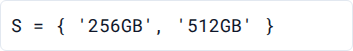 S = { '256GB', '512GB' }